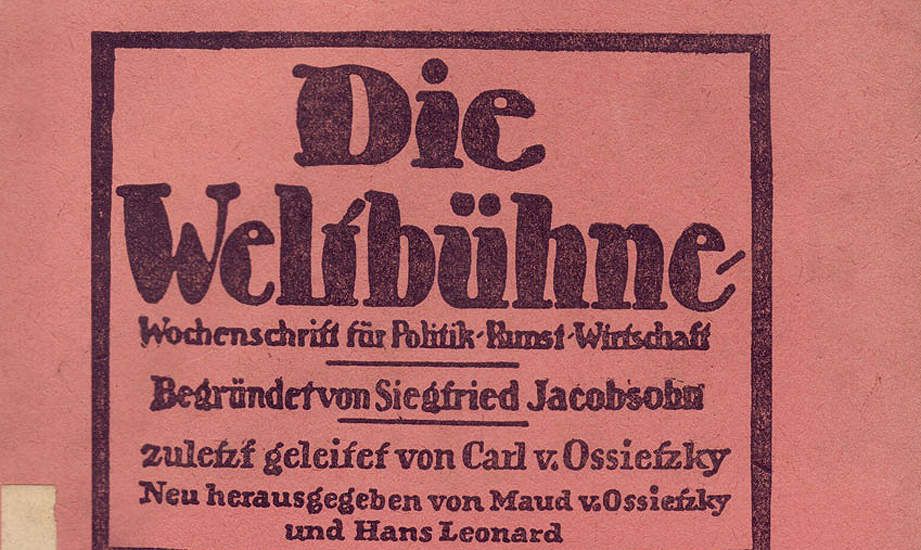 Die
Weltbühne
Wochenschrift für Politik·Kunst·Wirtschaft
Begründet von Siegfried Jacobsohn
zuletzt geleitet von Carl v. Ossietzky
Neu herausgegeben von Maud v. Ossietzky
und Hans Leonard